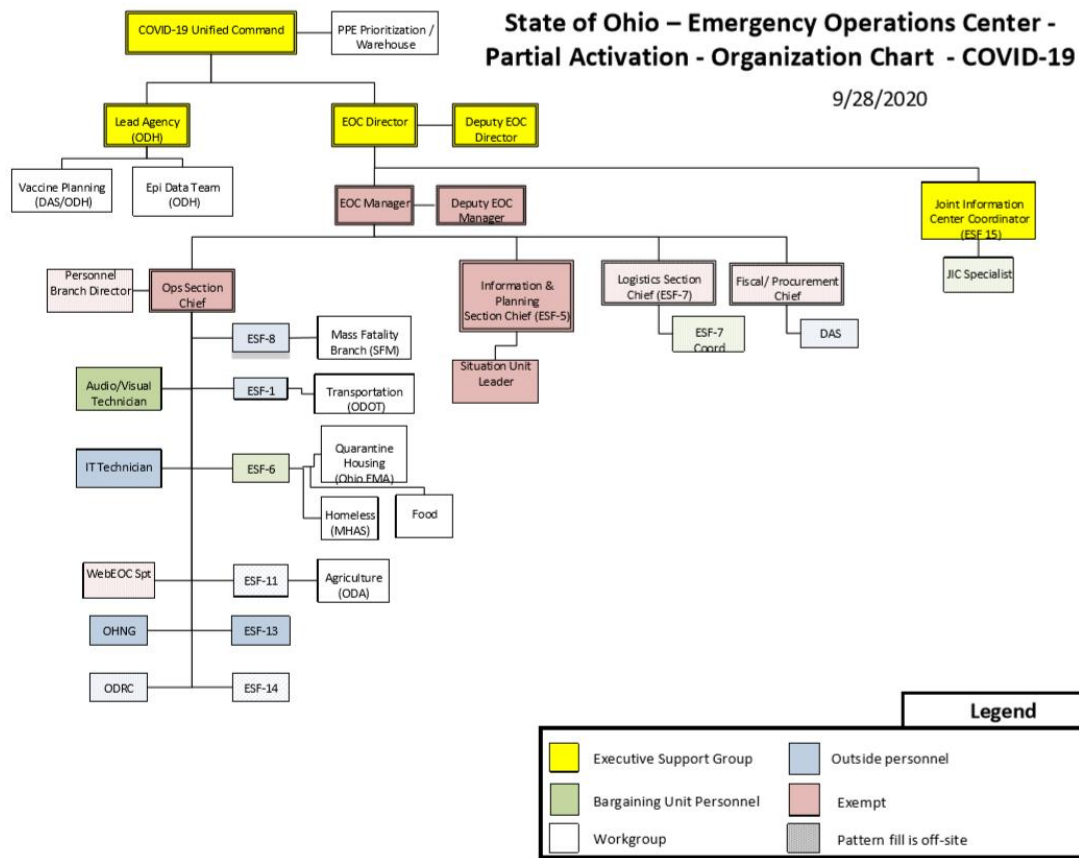 State of Ohio – Emergency Operations Center -
Partial Activation - Organization Chart - COVID-19
9/28/2020
COVID-19 Unified Command
PPE Prioritization /
Warehouse
Lead Agency
(ODH)
EOC Director
Deputy EOC
Director
Vaccine Planning
(DAS/ODH)
Epi Data Team
(ODH)
EOC Manager
Deputy EOC
Manager
Joint Information
Center Coordinator
(ESF 15)
JIC Specialist
Personnel
Branch Director
Ops Section
Chief
Information &
Planning
Section Chief (ESF-5)
Logistics Section
Chief (ESF-7)
Fiscal/ Procurement
Chief
ESF-7
Coord
DAS
Situation Unit
Leader
ESF-8
Mass Fatality
Branch (SFM)
Audio/Visual
Technician
ESF-1
Transportation
(ODOT)
IT Technician
ESF-6
Quarantine
Housing
(Ohio EMA)
Homeless
(MHAS)
Food
WebEOC Spt
ESF-11
Agriculture
(ODA)
OHNG
ESF-13
ODRC
ESF-14
Legend
Executive Support Group
Outside personnel
Bargaining Unit Personnel
Exempt
Workgroup
Pattern fill is off-site